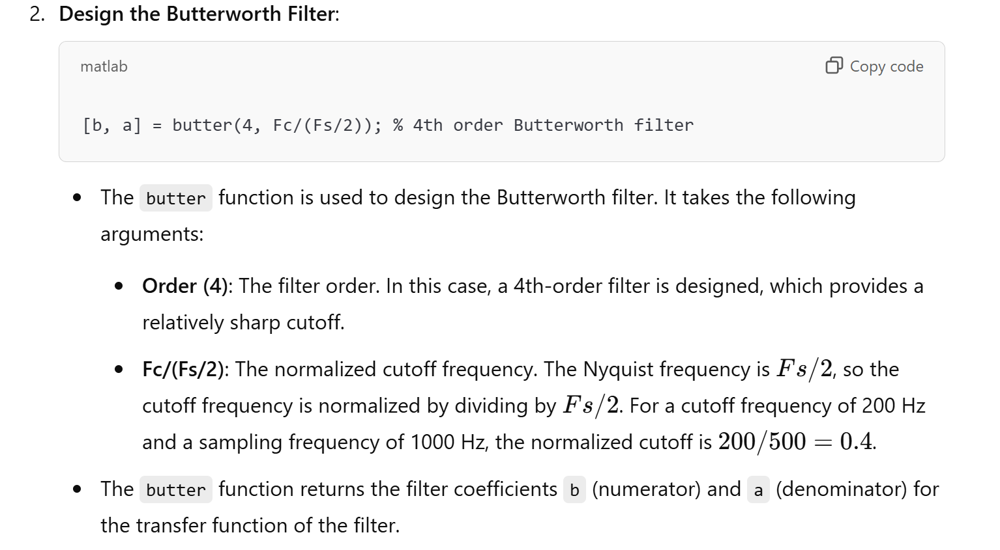 2. Design the Butterworth Filter:
matlab
Copy code
[b, a] = butter(4, Fc/(Fs/2)); % 4th order Butterworth filter
• The butter function is used to design the Butterworth filter. It takes the following
arguments:
• Order (4): The filter order. In this case, a 4th-order filter is designed, which provides a
relatively sharp cutoff.
• Fc/(Fs/2): The normalized cutoff frequency. The Nyquist frequency is Fs/2, so the
cutoff frequency is normalized by dividing by Fs/2. For a cutoff frequency of 200 Hz
and a sampling frequency of 1000 Hz, the normalized cutoff is 200/500 = 0.4.
• The butter function returns the filter coefficients b (numerator) and a (denominator) for
the transfer function of the filter.